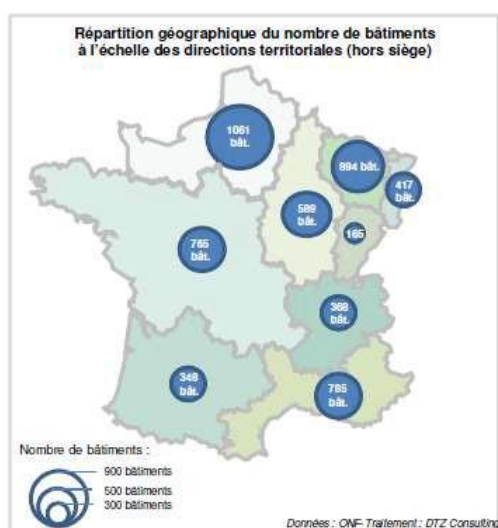 Répartition géographique du nombre de bâtiments
à l'échelle des directions territoriales (hors siège)
1061
bât.
894 bât.
417
bât.
589
bât.
165
765
bât.
368
bât.
348
bât.
785
bât.
Nombre de bâtiments :
900 bâtiments
500 bâtiments
300 bâtiments
Données : ONF- Traitement : DTZ Consulting